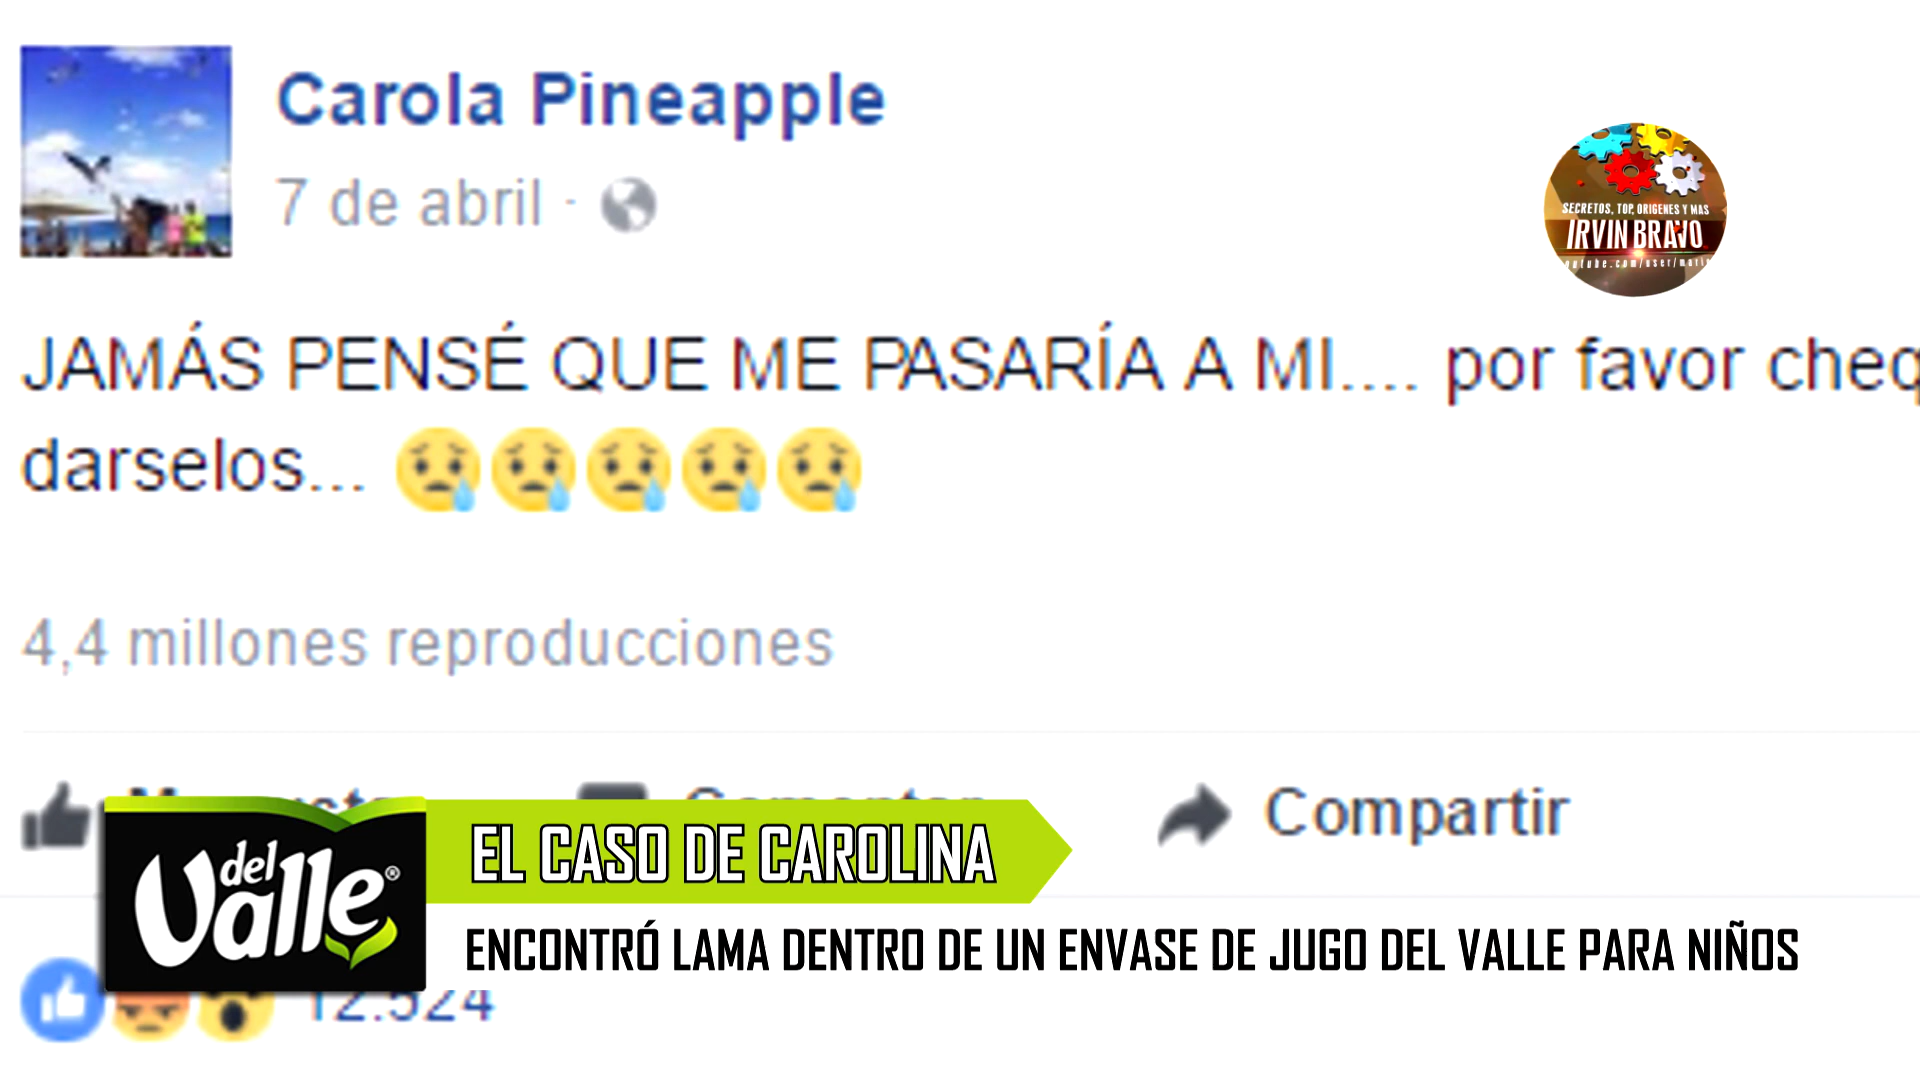 Carola Pineapple
7 de abril ·
SECRETOS, TOP, ORIGENES Y MAS
IRVIN BRAVO
JAMÁS PENSÉ QUE ME PASARÍA A MI.... por favor cheq
darselos...
4,4 millones reproducciones
Compartir
del Valle®
EL CASO DE CAROLINA
ENCONTRÓ LAMA DENTRO DE UN ENVASE DE JUGO DEL VALLE PARA NIÑOS
12.524